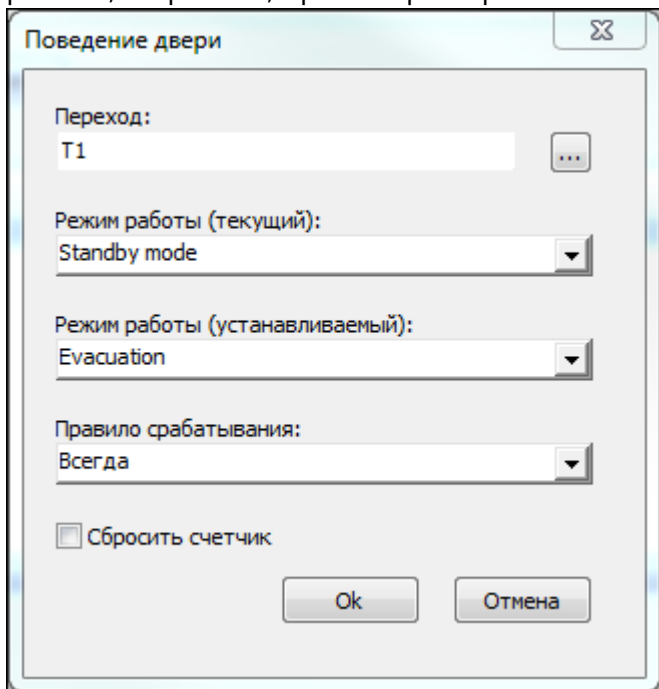 Поведение двери
Переход:
T1
...
Режим работы (текущий):
Standby mode
Режим работы (устанавливаемый):
Evacuation
Правило срабатывания:
Всегда
Сбросить счетчик
Ok
Отмена